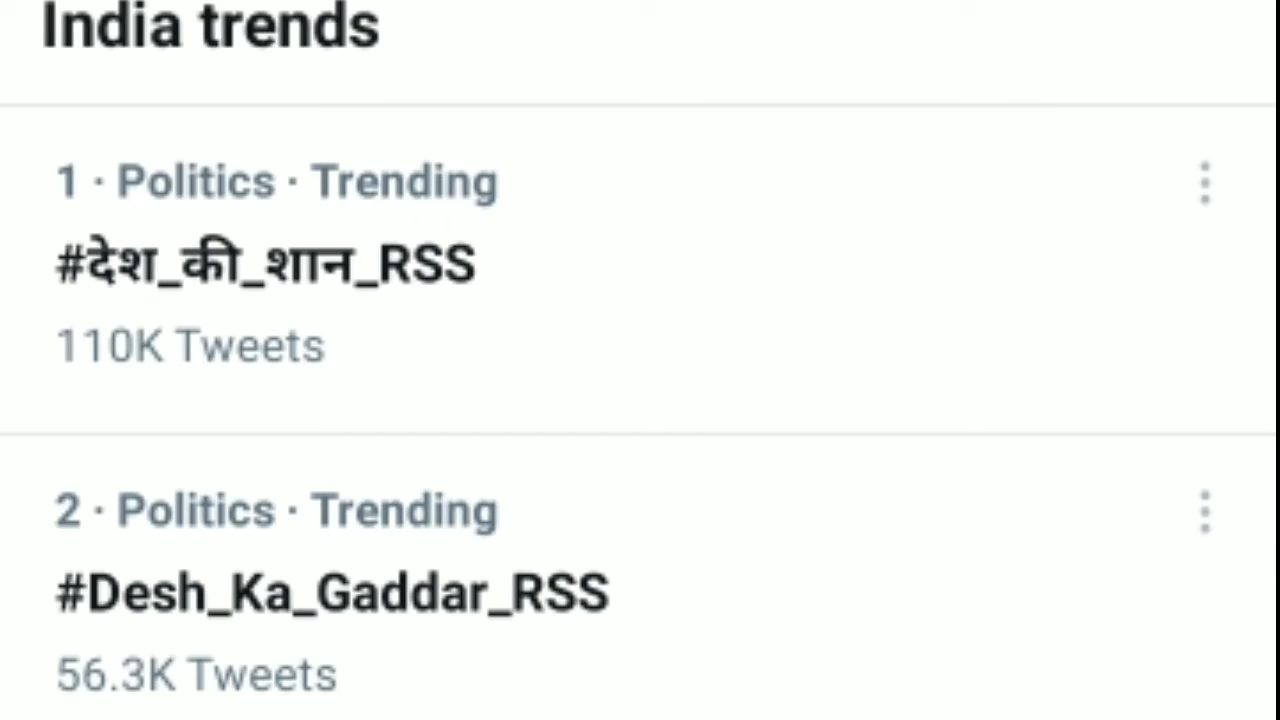 India trends
1 · Politics · Trending
#देश_की_शान_RSS
110K Tweets
2 · Politics · Trending
#Desh_Ka_Gaddar_RSS
56.3K Tweets